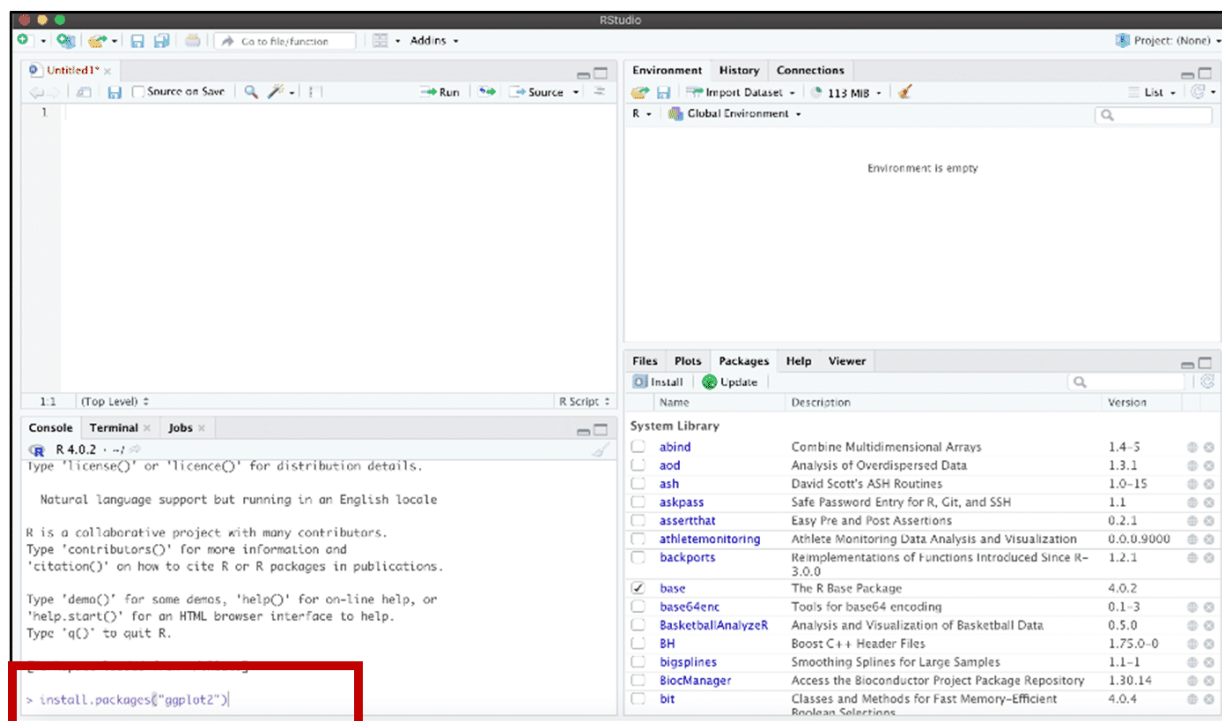 RStudio
Go to file/function
Addins
Project: (None)
Untitled1*
Source on Save
Run
Source
1
1:1 (Top Level)
R Script
Console Terminal Jobs
R 4.0.2 · ~/
Type 'license()' or 'licence()' for distribution details.
Natural language support but running in an English locale
R is a collaborative project with many contributors.
Type 'contributors()' for more information and
'citation()' on how to cite R or R packages in publications.
Type 'demo()' for some demos, 'help()' for on-line help, or
'help.start()' for an HTML browser interface to help.
Type 'q()' to quit R.
> install.packages("ggplot2")
Environment History Connections
Import Dataset
113 MiB
List
R
Global Environment
Environment is empty
Files Plots Packages Help Viewer
Install Update
Name Description Version
System Library
abind Combine Multidimensional Arrays 1.4-5
aod Analysis of Overdispersed Data 1.3.1
ash David Scott's ASH Routines 1.0-15
askpass Safe Password Entry for R, Git, and SSH 1.1
assertthat Easy Pre and Post Assertions 0.2.1
athletemonitoring Athlete Monitoring Data Analysis and Visualization 0.0.0.9000
backports Reimplementations of Functions Introduced Since R- 1.2.1
3.0.0
base The R Base Package 4.0.2
base64enc Tools for base64 encoding 0.1-3
BasketballAnalyzeR Analysis and Visualization of Basketball Data 0.5.0
BH Boost C++ Header Files 1.75.0-0
bigsplines Smoothing Splines for Large Samples 1.1-1
BiocManager Access the Bioconductor Project Package Repository 1.30.14
bit Classes and Methods for Fast Memory-Efficient 4.0.4
Boolean Selections